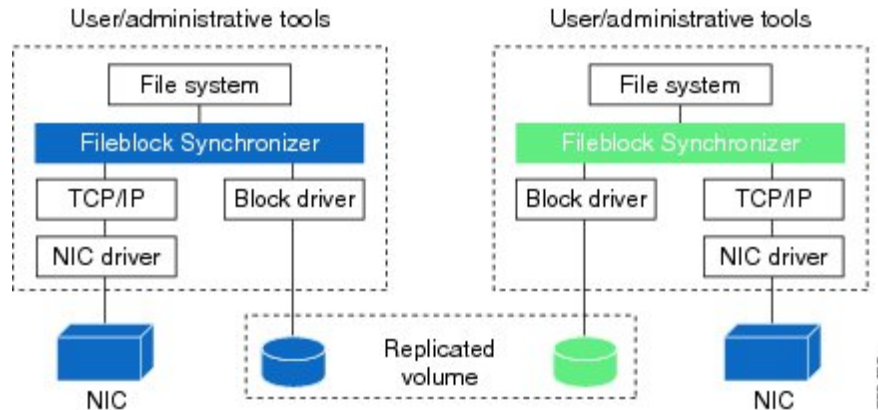 User/administrative tools
User/administrative tools
File system
File system
Fileblock Synchronizer
Fileblock Synchronizer
TCP/IP
Block driver
Block driver
TCP/IP
NIC driver
NIC driver
Replicated
volume
NIC
NIC